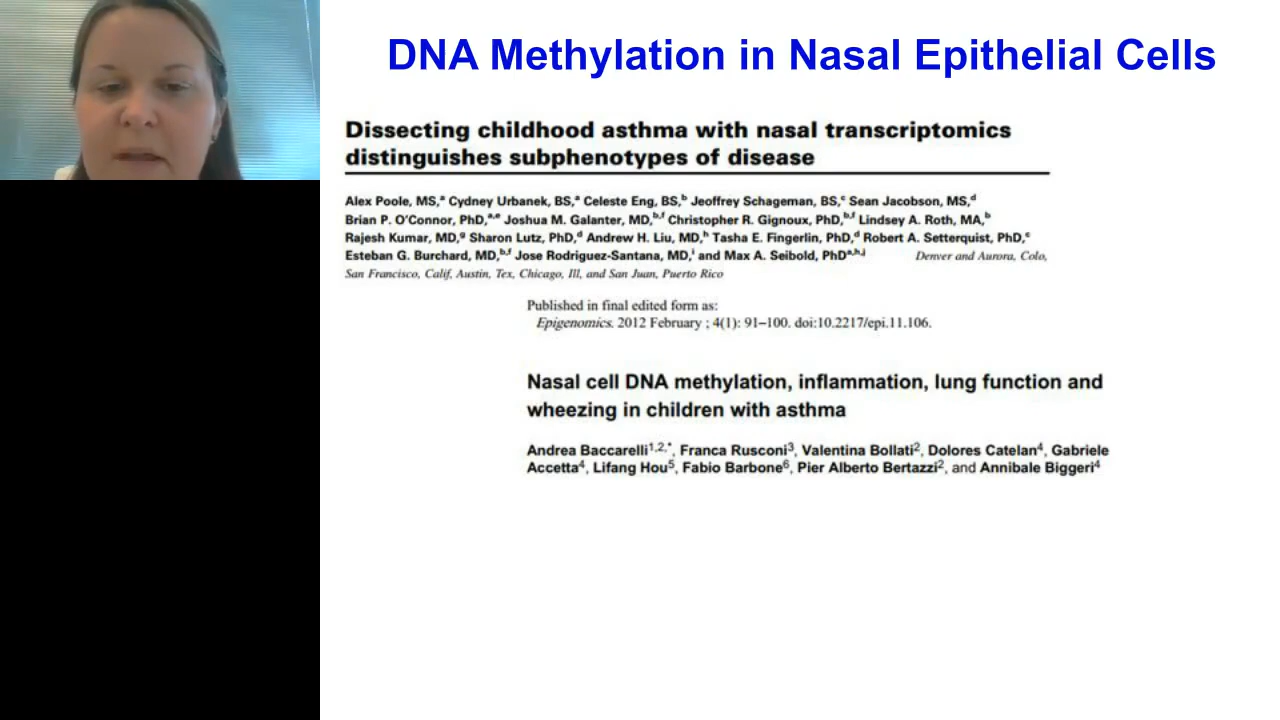 DNA Methylation in Nasal Epithelial Cells
Dissecting childhood asthma with nasal transcriptomics
distinguishes subphenotypes of disease
Alex Poole, MS,ᵃ Cydney Urbanek, BS,ᵃ Celeste Eng, BS,ᵇ Jeoffrey Schageman, BS,ᶜ Sean Jacobson, MS,ᵈ
Brian P. O'Connor, PhD,ᵃ,ᵉ Joshua M. Galanter, MD,ᵇ,ᶠ Christopher R. Gignoux, PhD,ᵇ,ᶠ Lindsey A. Roth, MA,ᵇ
Rajesh Kumar, MD,ᵍ Sharon Lutz, PhD,ᵈ Andrew H. Liu, MD,ʰ Tasha E. Fingerlin, PhD,ᵈ Robert A. Setterquist, PhD,ᶜ
Esteban G. Burchard, MD,ᵇ,ᶠ Jose Rodriguez-Santana, MD,ⁱ and Max A. Seibold, PhDᵃ,ʰ,ʲ Denver and Aurora, Colo,
San Francisco, Calif, Austin, Tex, Chicago, Ill, and San Juan, Puerto Rico
Published in final edited form as:
Epigenomics. 2012 February ; 4(1): 91–100. doi:10.2217/epi.11.106.
Nasal cell DNA methylation, inflammation, lung function and
wheezing in children with asthma
Andrea Baccarelli¹,²,*, Franca Rusconi³, Valentina Bollati², Dolores Catelan⁴, Gabriele
Accetta⁴, Lifang Hou⁵, Fabio Barbone⁶, Pier Alberto Bertazzi², and Annibale Biggeri⁴